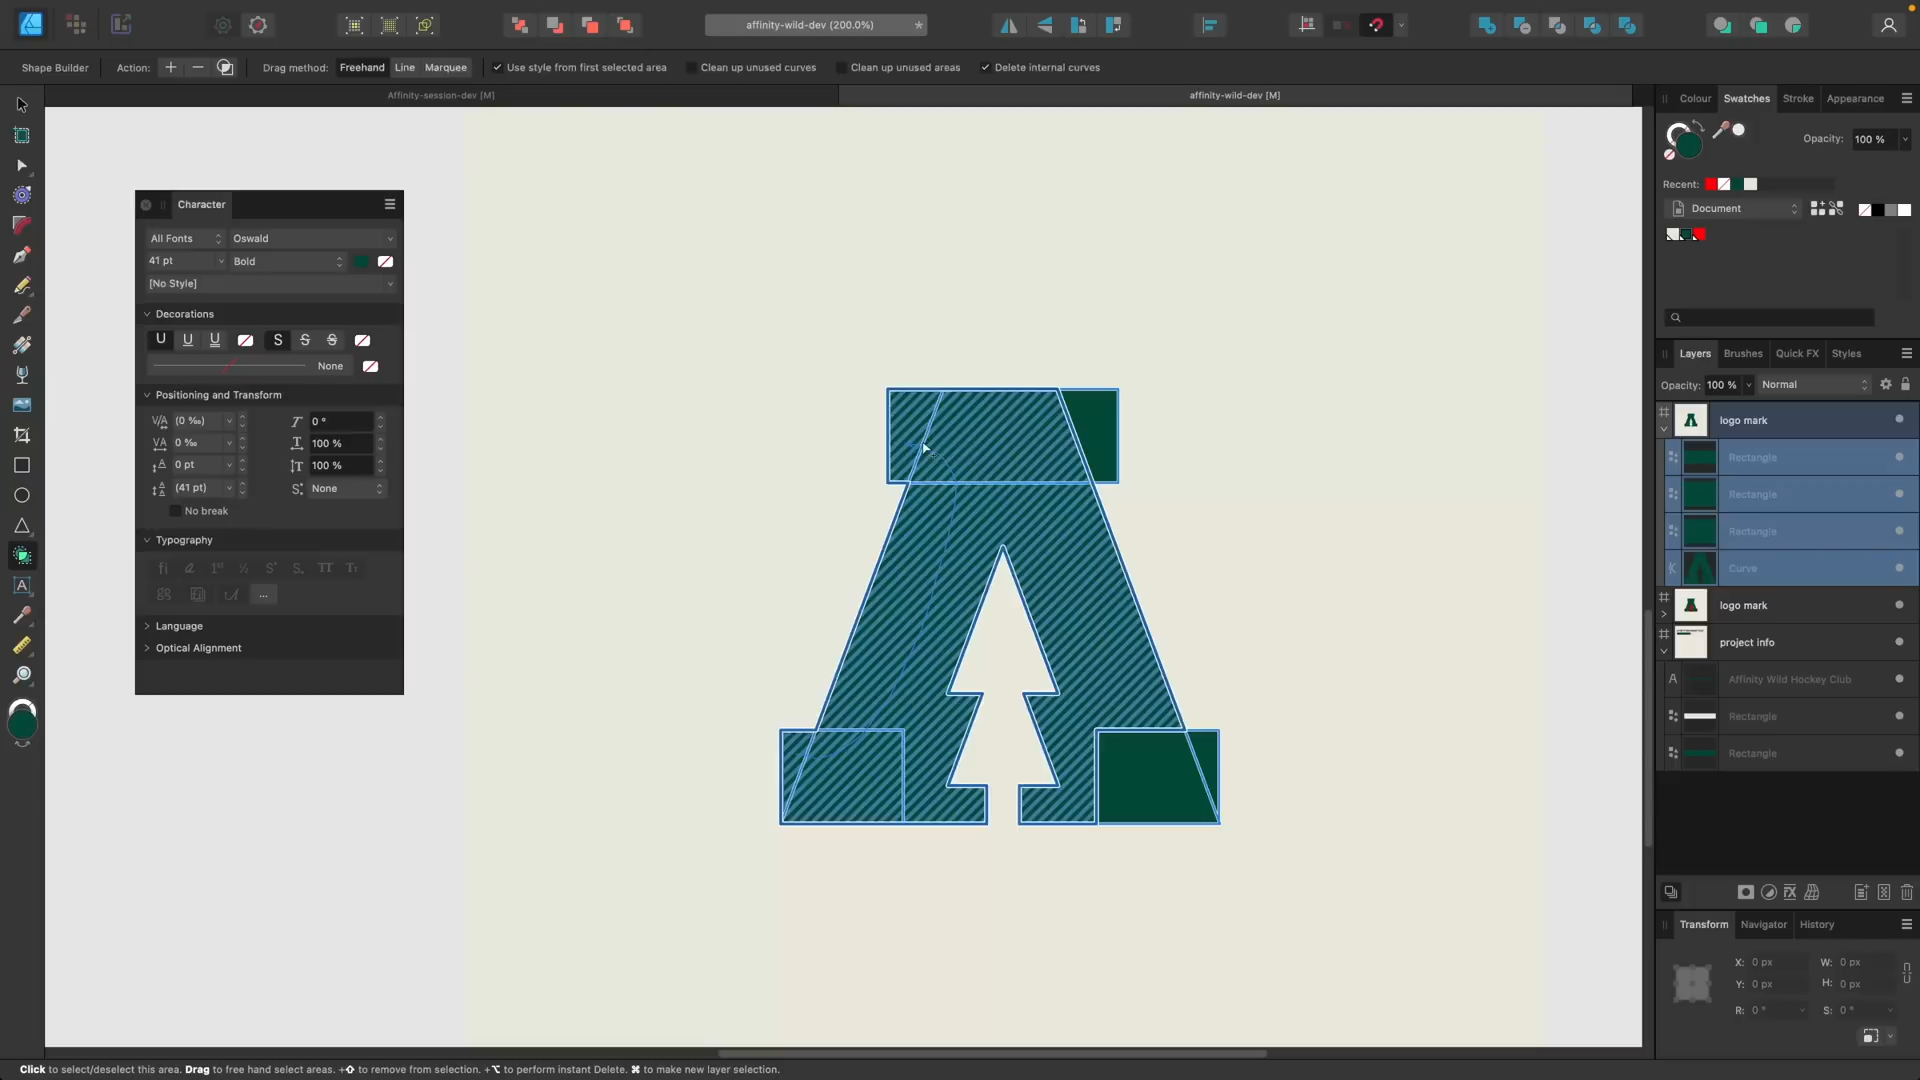 affinity-wild-dev (200.0%)
*
Shape Builder
Action:
Drag method:
Freehand
Line
Marquee
Use style from first selected area
Clean up unused curves
Clean up unused areas
Delete internal curves
Affinity-session-dev [M]
affinity-wild-dev [M]
Character
All Fonts
Oswald
41 pt
Bold
[No Style]
Decorations
U
U
U
S
S
S
None
Positioning and Transform
V/A
(0 ‰)
0 °
VA
0 ‰
100 %
0 pt
100 %
(41 pt)
None
No break
Typography
fi
a
1st
½
S
S
TT
Tt
...
Language
Optical Alignment
Colour
Swatches
Stroke
Appearance
Opacity:
100 %
Recent:
Document
Layers
Brushes
Quick FX
Styles
Opacity:
100 %
Normal
logo mark
Rectangle
Rectangle
Rectangle
Curve
logo mark
project info
A
Affinity Wild Hockey Club
Rectangle
Rectangle
Transform
Navigator
History
X:
0 px
W:
0 px
Y:
0 px
H:
0 px
R:
0 °
S:
0 °
Click to select/deselect this area. Drag to free hand select areas. +⇧ to remove from selection. +⌥ to perform instant Delete. ⌘ to make new layer selection.